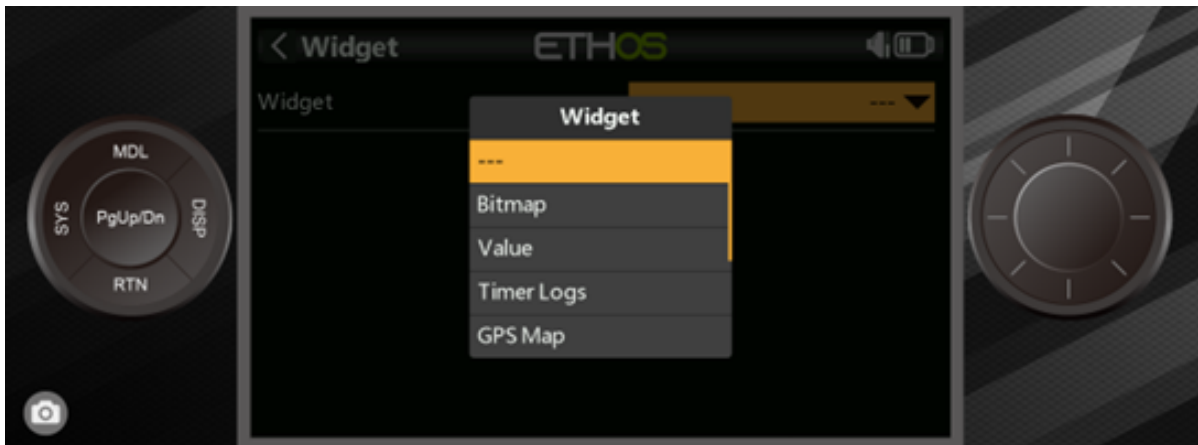 < Widget ETHOS
Widget --- 
Widget
---
Bitmap
Value
Timer Logs
GPS Map
MDL
SYS PgUp/Dn DISP
RTN